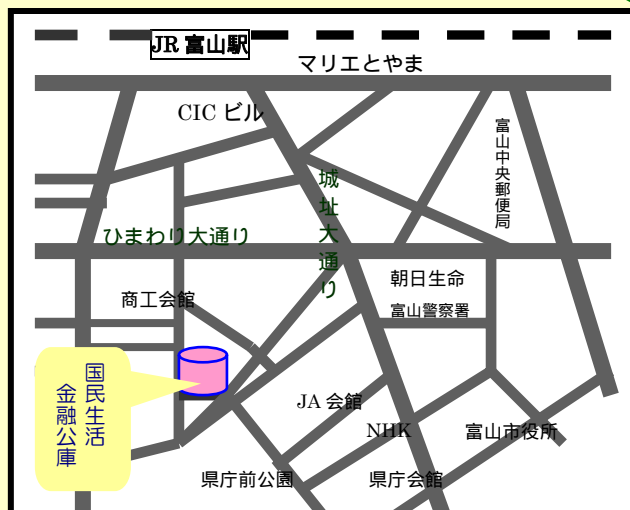 JR 富山駅
マリエとやま
CIC ビル
富山中央郵便局
城址大通り
ひまわり大通り
朝日生命
商工会館
富山警察署
国民生活
金融公庫
JA 会館
NHK
富山市役所
県庁前公園
県庁会館